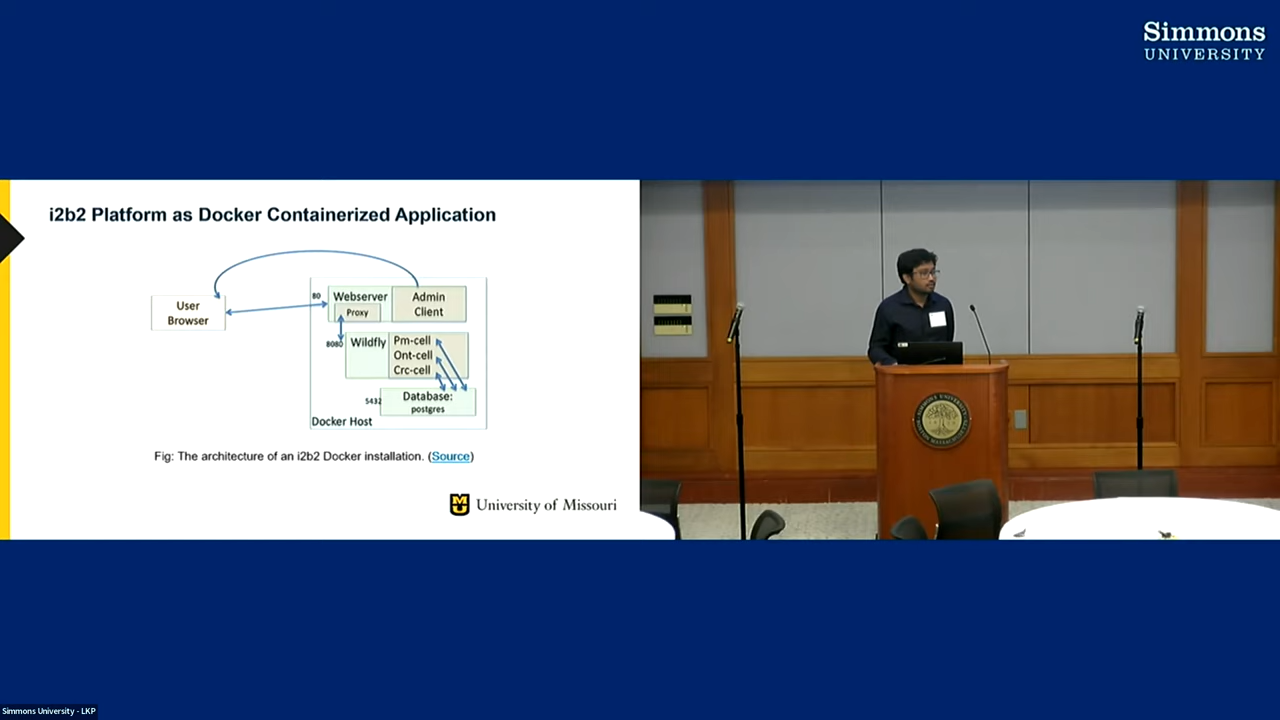 Simmons
UNIVERSITY
i2b2 Platform as Docker Containerized Application
User
Browser
80
Webserver
Proxy
Admin
Client
8080
Wildfly
Pm-cell
Ont-cell
Crc-cell
5432
Database:
postgres
Docker Host
Fig: The architecture of an i2b2 Docker installation. (Source)
University of Missouri
Simmons University - LKP